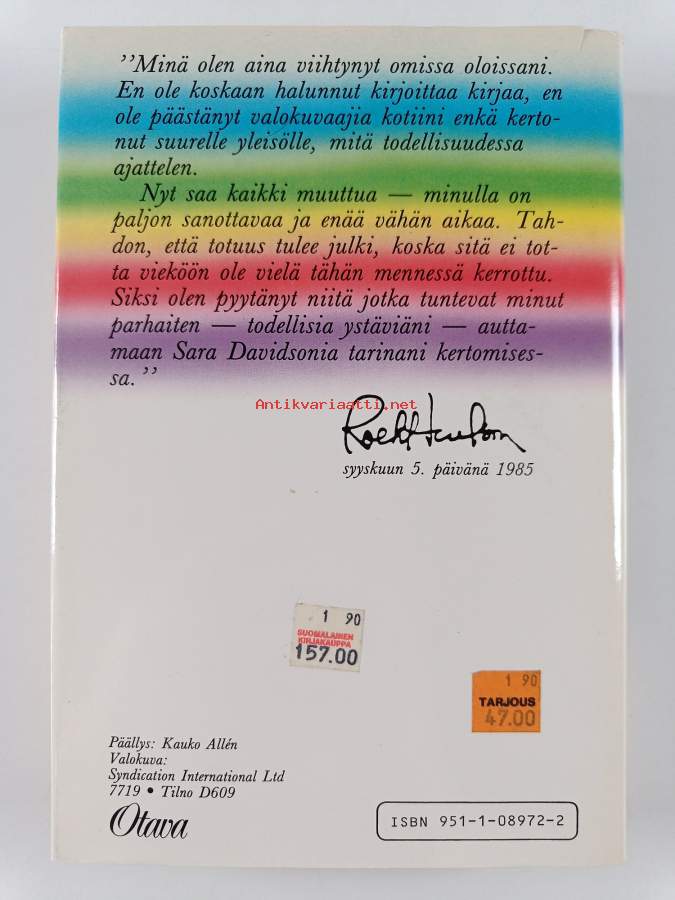 ”Minä olen aina viihtynyt omissa oloissani.
En ole koskaan halunnut kirjoittaa kirjaa, en
ole päästänyt valokuvaajia kotiini enkä kerto-
nut suurelle yleisölle, mitä todellisuudessa
ajattelen.
Nyt saa kaikki muuttua — minulla on
paljon sanottavaa ja enää vähän aikaa. Tah-
don, että totuus tulee julki, koska sitä ei tot-
ta vieköön ole vielä tähän mennessä kerrottu.
Siksi olen pyytänyt niitä jotka tuntevat minut
parhaiten — todellisia ystäviäni — autta-
maan Sara Davidsonia tarinani kertomises-
sa.”
Antikvariaatti.net
Rock Hudson
syyskuun 5. päivänä 1985
1 90
SUOMALAINEN
KIRJAKAUPPA
157.00
1 90
TARJOUS
47.00
Päällys: Kauko Allén
Valokuva:
Syndication International Ltd
7719 • Tilno D609
Otava
ISBN 951-1-08972-2